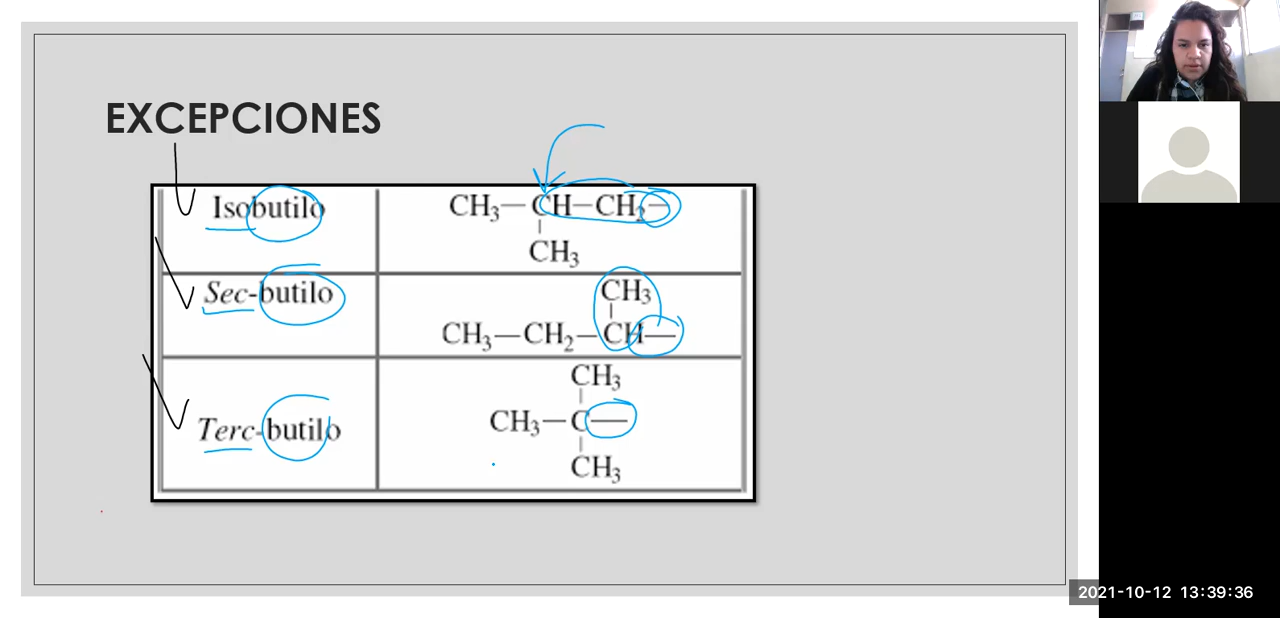 EXCEPCIONES
Isobutilo
CH₃—CH—CH₂—
CH₃
Sec-butilo
CH₃
CH₃—CH₂—CH—
Terc-butilo
CH₃
CH₃—C—
CH₃
2021-10-12 13:39:36